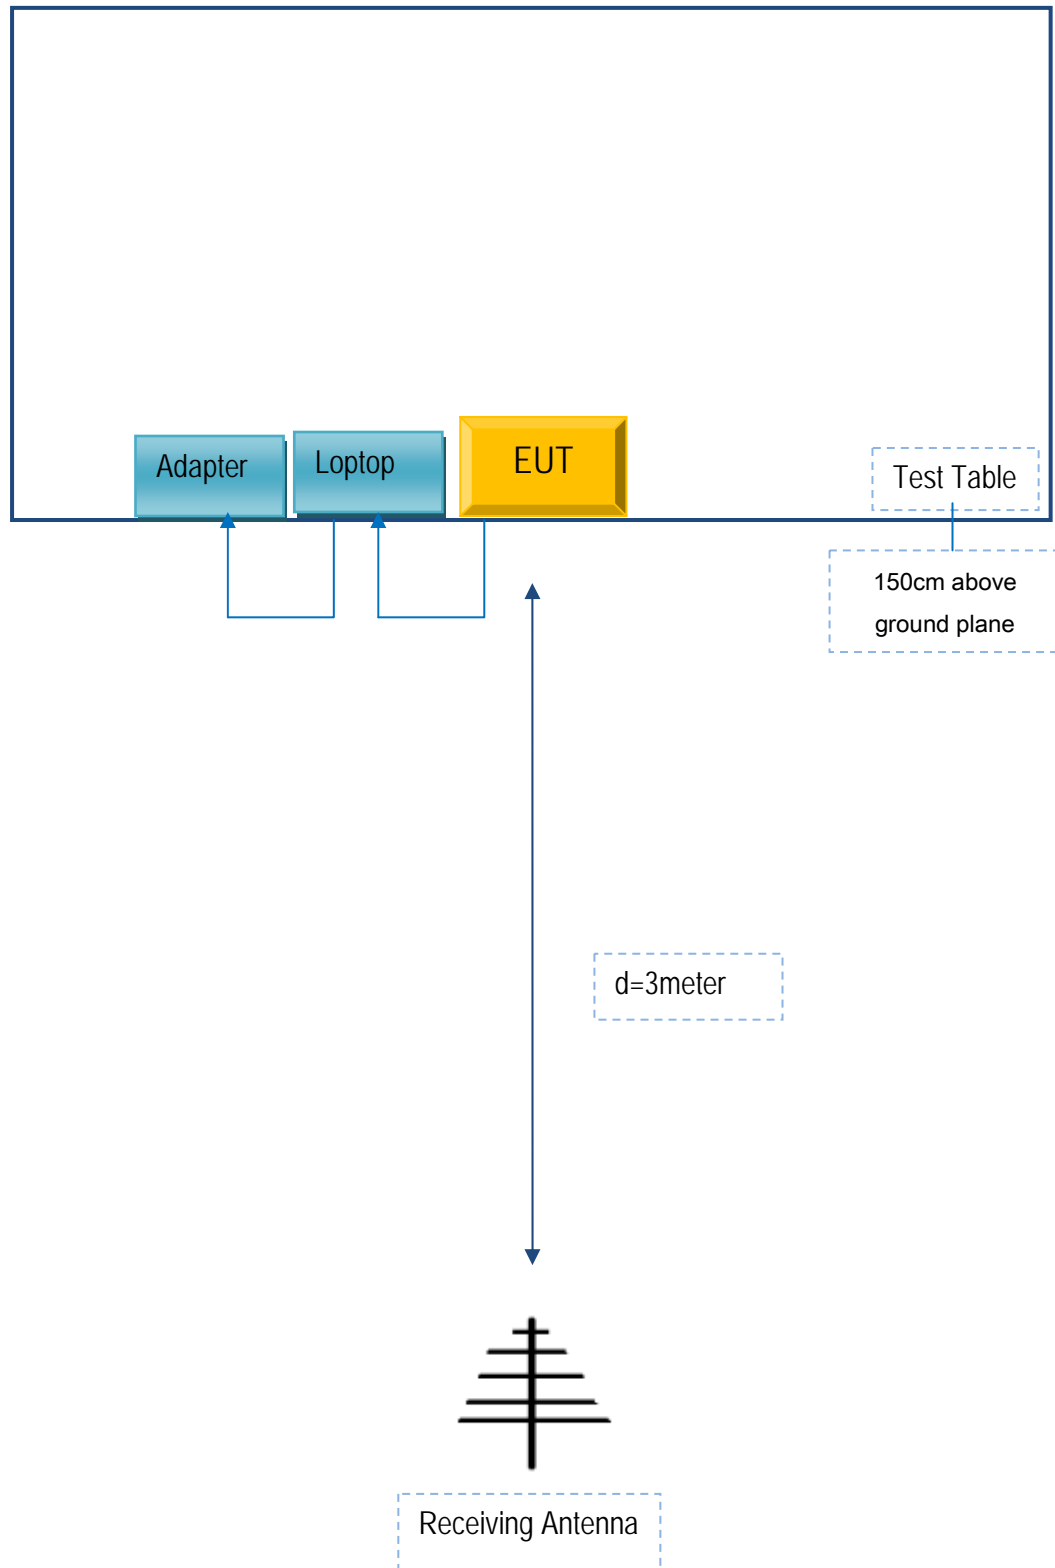 Adapter
Loptop
EUT
Test Table
150cm above
ground plane
d=3meter
Receiving Antenna